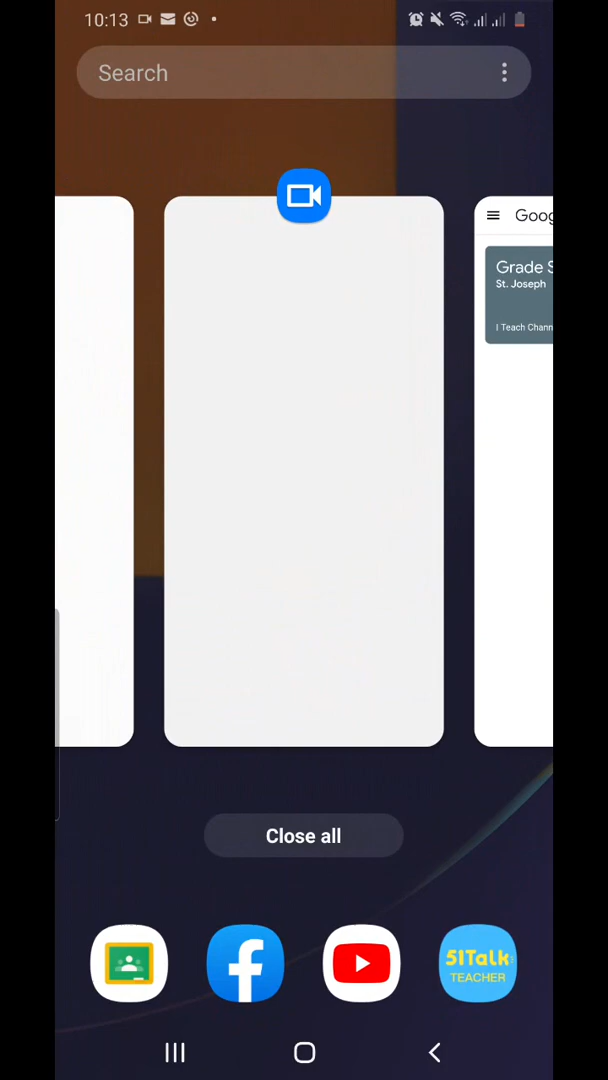 10:13
Search
Goog
Grade S
St. Joseph
I Teach Chann
Close all
51Talk
TEACHER